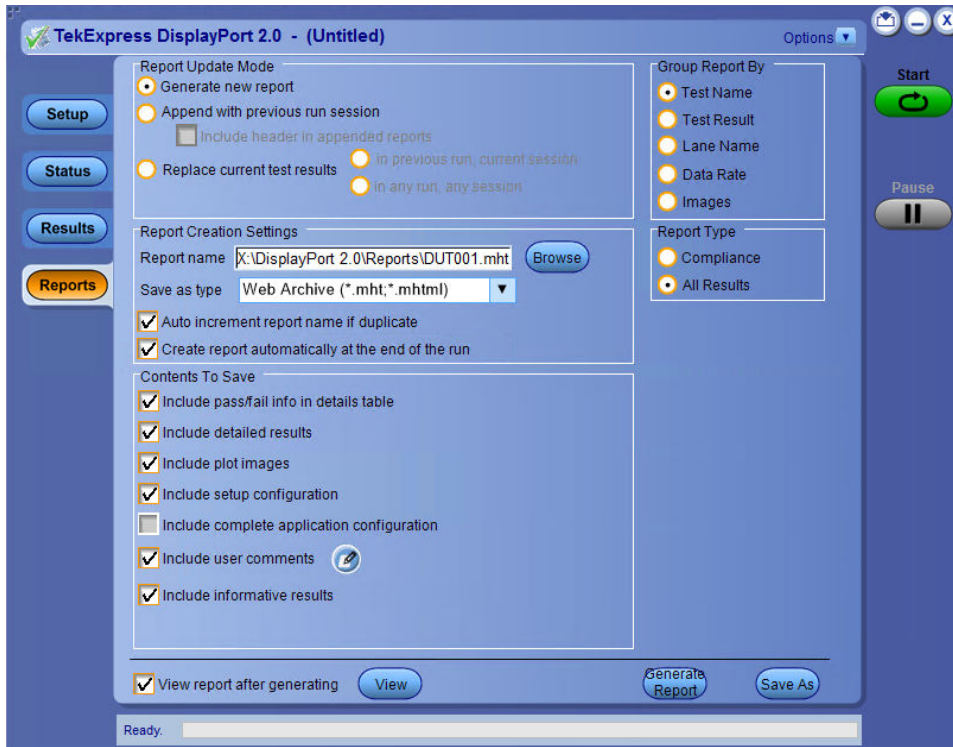 TekExpress DisplayPort 2.0 - (Untitled)
Options
X
Start
Pause
Setup
Status
Results
Reports
Report Update Mode
Generate new report
Append with previous run session
Include header in appended reports
Replace current test results
in previous run, current session
in any run, any session
Group Report By
Test Name
Test Result
Lane Name
Data Rate
Images
Report Creation Settings
Report name X:\DisplayPort 2.0\Reports\DUT001.mht Browse
Save as type Web Archive (*.mht;*.mhtml)
Auto increment report name if duplicate
Create report automatically at the end of the run
Report Type
Compliance
All Results
Contents To Save
Include pass/fail info in details table
Include detailed results
Include plot images
Include setup configuration
Include complete application configuration
Include user comments
Include informative results
View report after generating View
Generate
Report
Save As
Ready.